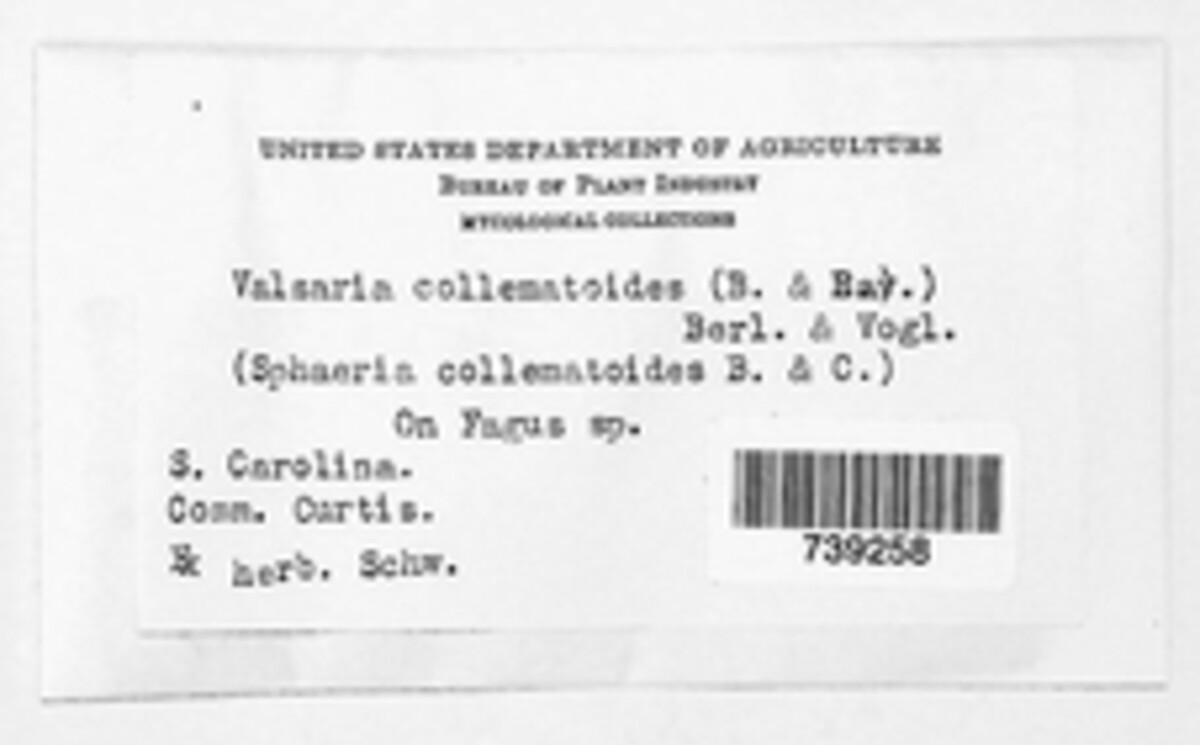 UNITED STATES DEPARTMENT OF AGRICULTURE
BUREAU OF PLANT INDUSTRY
MYCOLOGICAL COLLECTIONS
Valsaria collematoides (B. & Rav.)
Berl. & Vogl.
(Sphaeria collematoides B. & C.)
On Fagus sp.
S. Carolina.
Comm. Curtis.
Ex herb. Schw.
739258